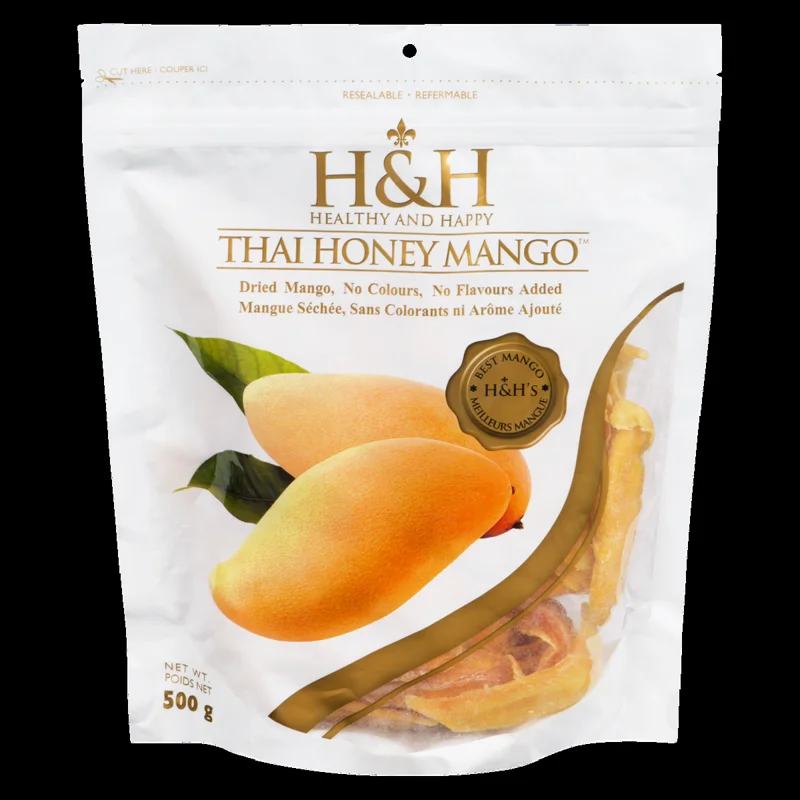 CUT HERE : COUPER ICI
RESEALABLE • REFERMABLE
H&H
HEALTHY AND HAPPY
THAI HONEY MANGO™
Dried Mango, No Colours, No Flavours Added
Mangue Séchée, Sans Colorants ni Arôme Ajouté
BEST MANGO
H&H's
MEILLEURS MANGUE
NET WT.
POIDS NET
500 g